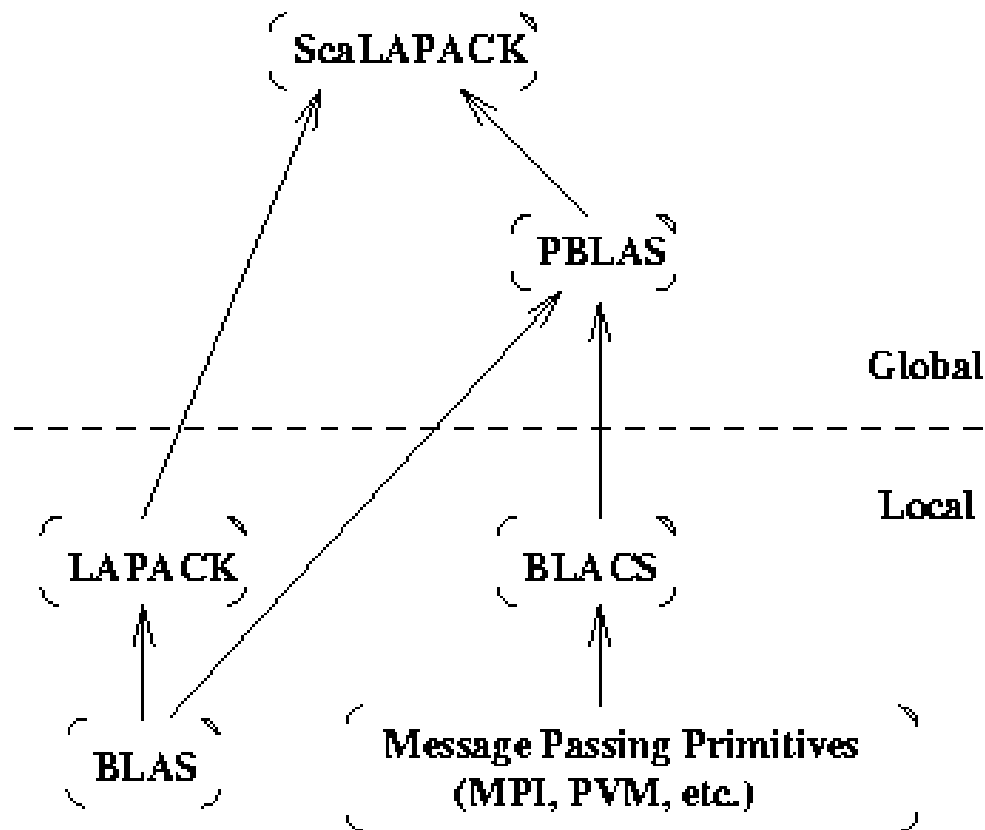 ScaLAPACK
PBLAS
Global
Local
LAPACK
BLACS
BLAS
Message Passing Primitives
(MPI, PVM, etc.)